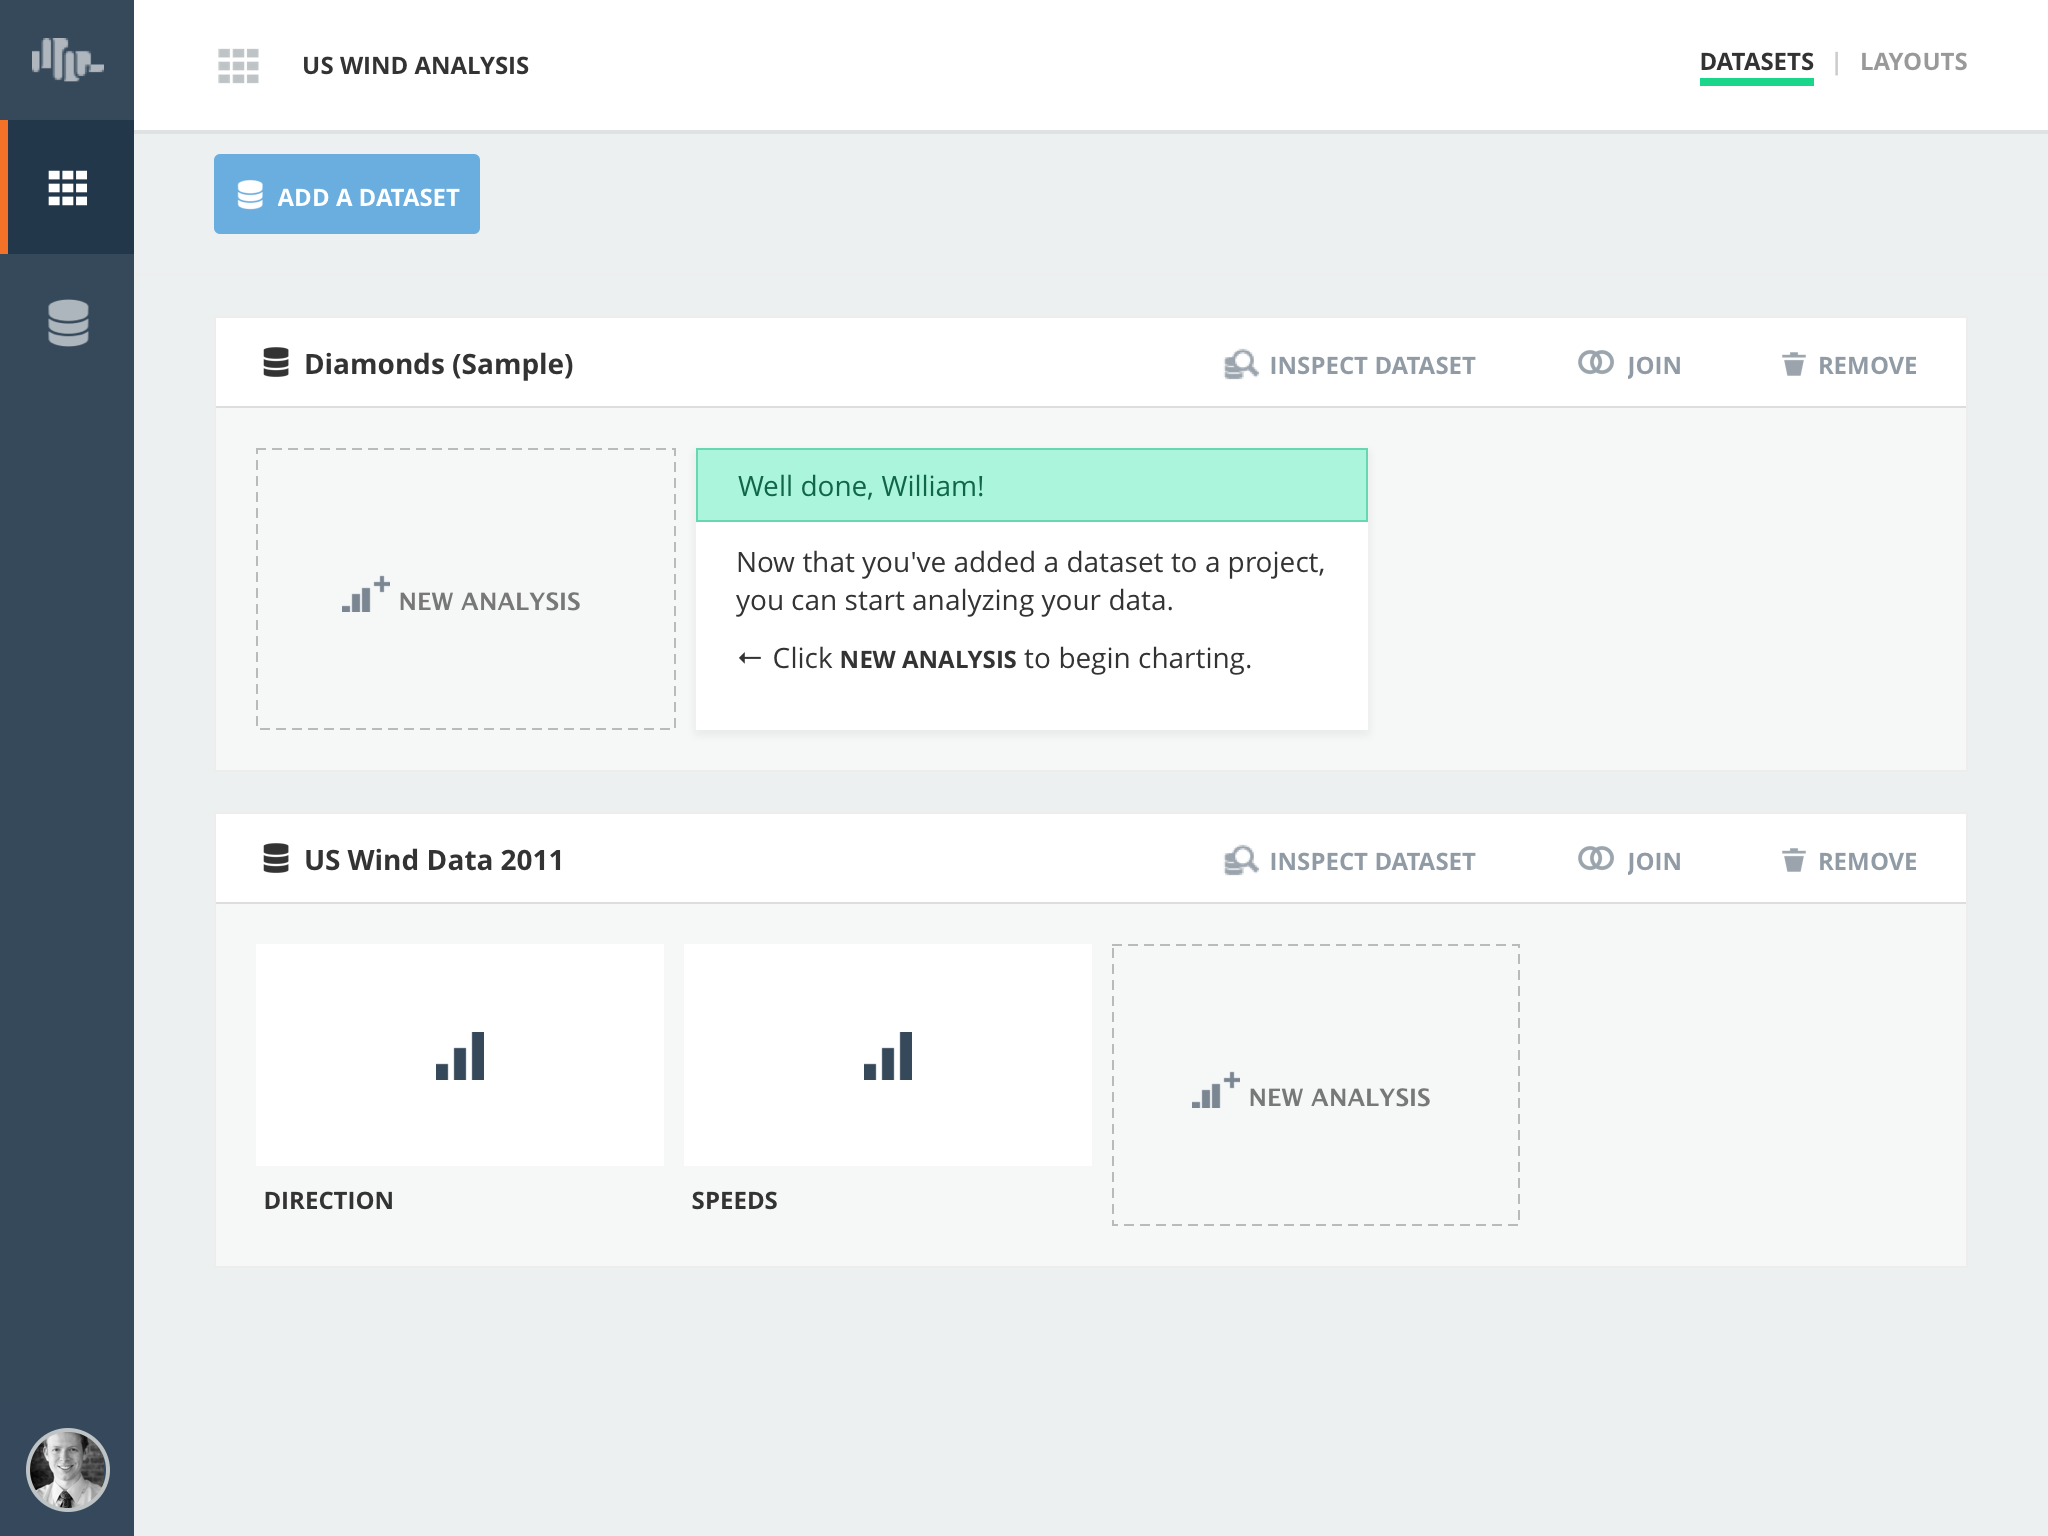 US WIND ANALYSIS
DATASETS | LAYOUTS
ADD A DATASET
Diamonds (Sample)
INSPECT DATASET
JOIN
REMOVE
NEW ANALYSIS
Well done, William!
Now that you've added a dataset to a project,
you can start analyzing your data.
← Click NEW ANALYSIS to begin charting.
US Wind Data 2011
INSPECT DATASET
JOIN
REMOVE
NEW ANALYSIS
DIRECTION
SPEEDS